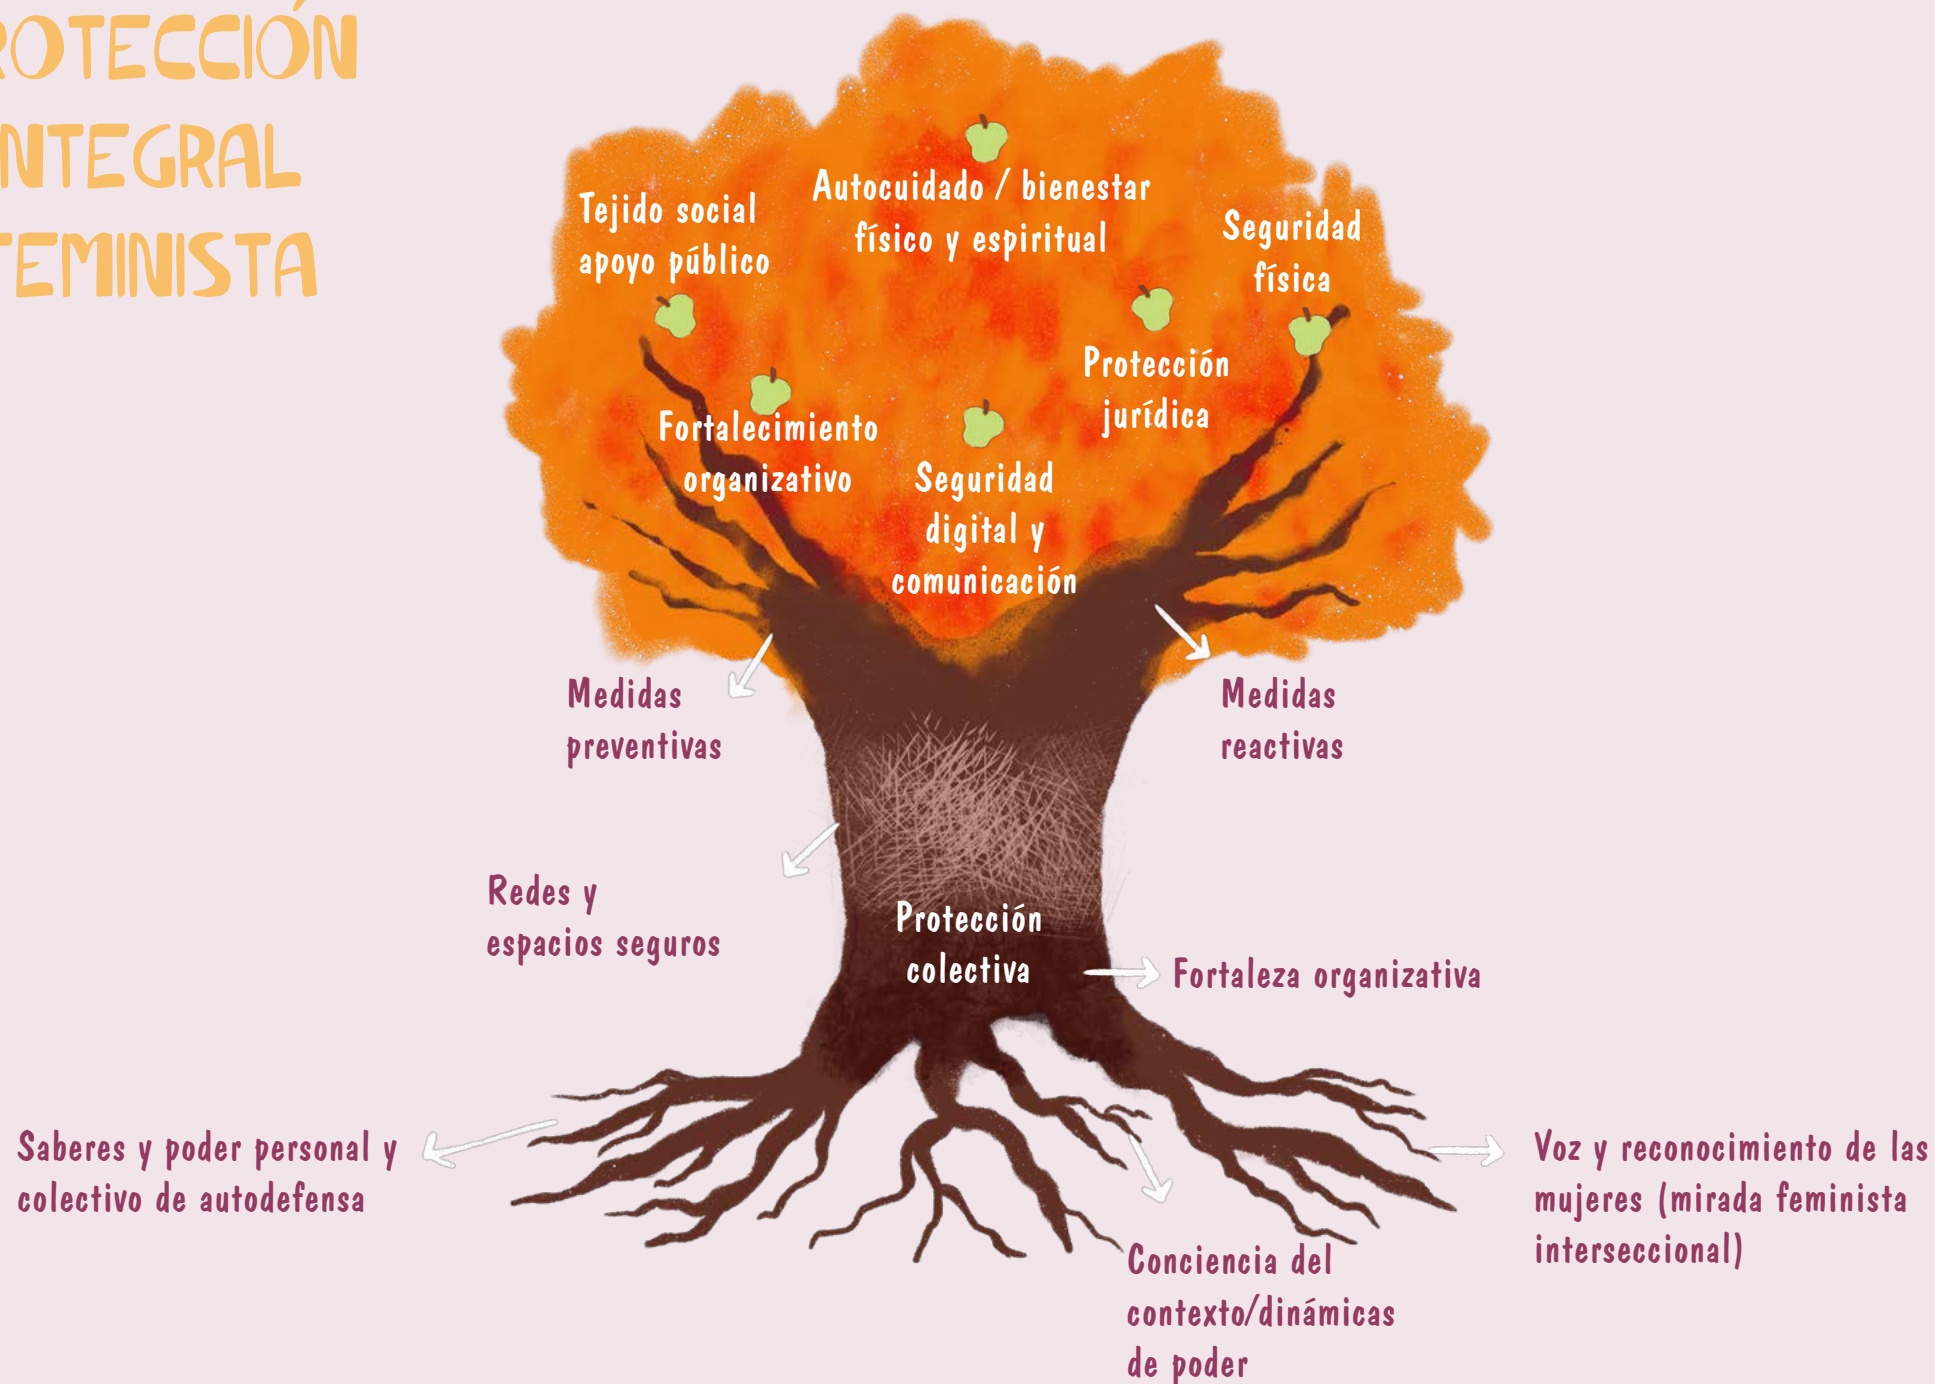 ROTECCIÓN
NTEGRAL
FEMINISTA
Tejido social
apoyo público
Autocuidado / bienestar
físico y espiritual
Seguridad
física
Fortalecimiento
organizativo
Seguridad
digital y
comunicación
Protección
jurídica
Medidas
preventivas
Medidas
reactivas
Redes y
espacios seguros
Protección
colectiva
Fortaleza organizativa
Saberes y poder personal y
colectivo de autodefensa
Conciencia del
contexto/dinámicas
de poder
Voz y reconocimiento de las
mujeres (mirada feminista
interseccional)